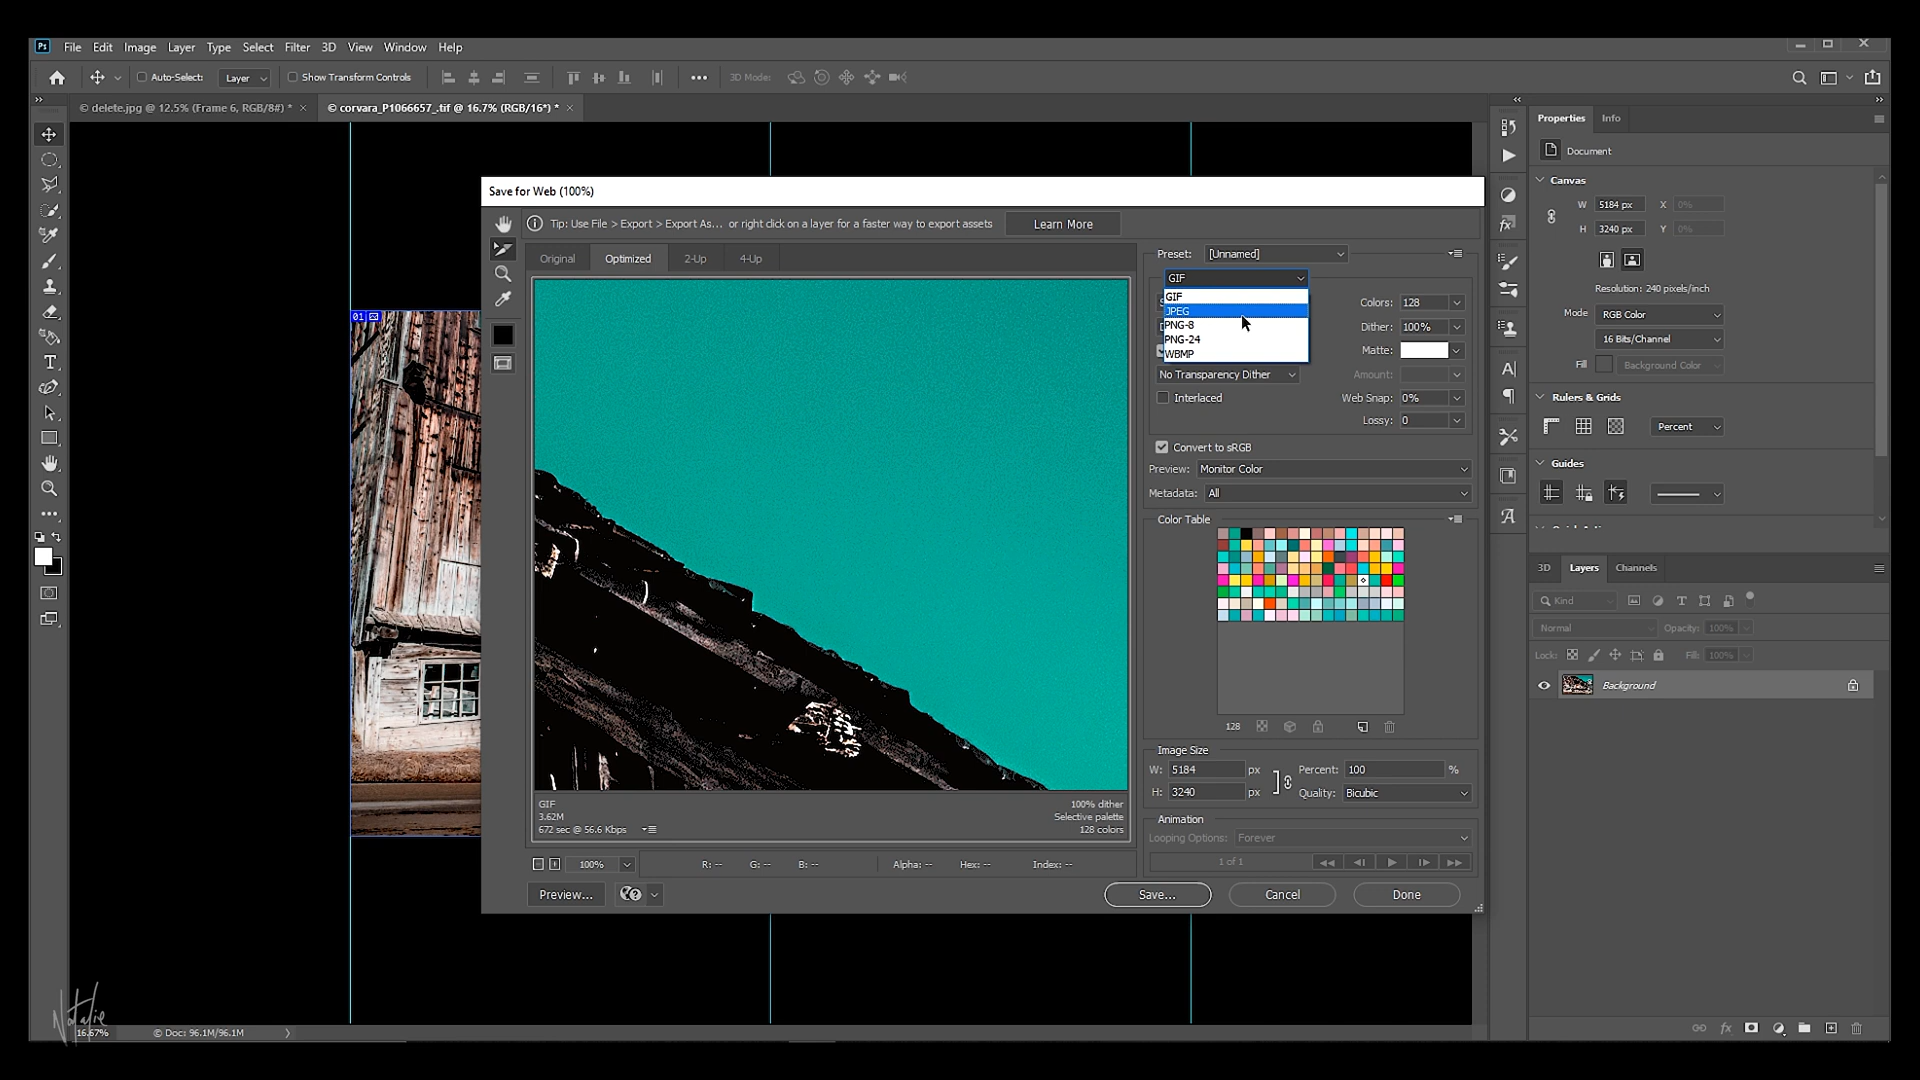 Ps File Edit Image Layer Type Select Filter 3D View Window Help
Auto-Select: Layer Show Transform Controls 3D Mode:
© delete.jpg @ 12.5% (Frame 6, RGB/8#) * © corvara_P1066657_.tif @ 16.7% (RGB/16*) *
01
Save for Web (100%)
Tip: Use File > Export > Export As... or right click on a layer for a faster way to export assets Learn More
Original Optimized 2-Up 4-Up
Preset: [Unnamed]
GIF
GIF
JPEG
PNG-8
PNG-24
WBMP
Colors: 128
Dither: 100%
Matte:
No Transparency Dither Amount:
Interlaced Web Snap: 0%
Lossy: 0
Convert to sRGB
Preview: Monitor Color
Metadata: All
Color Table
128
Image Size
W: 5184 px Percent: 100 %
H: 3240 px Quality: Bicubic
Animation
Looping Options: Forever
1 of 1
GIF 100% dither
3.62M Selective palette
672 sec @ 56.6 Kbps 128 colors
100% R: -- G: -- B: -- Alpha: -- Hex: -- Index: --
Preview... Save... Cancel Done
Properties Info
Document
Canvas
W 5184 px X 0%
H 3240 px Y 0%
Resolution: 240 pixels/inch
Mode RGB Color
16 Bits/Channel
Fill Background Color
Rulers & Grids
Percent
Guides
3D Layers Channels
Kind
Normal Opacity: 100%
Lock: Fill: 100%
Background
Natalie
16.67% © Doc: 96.1M/96.1M